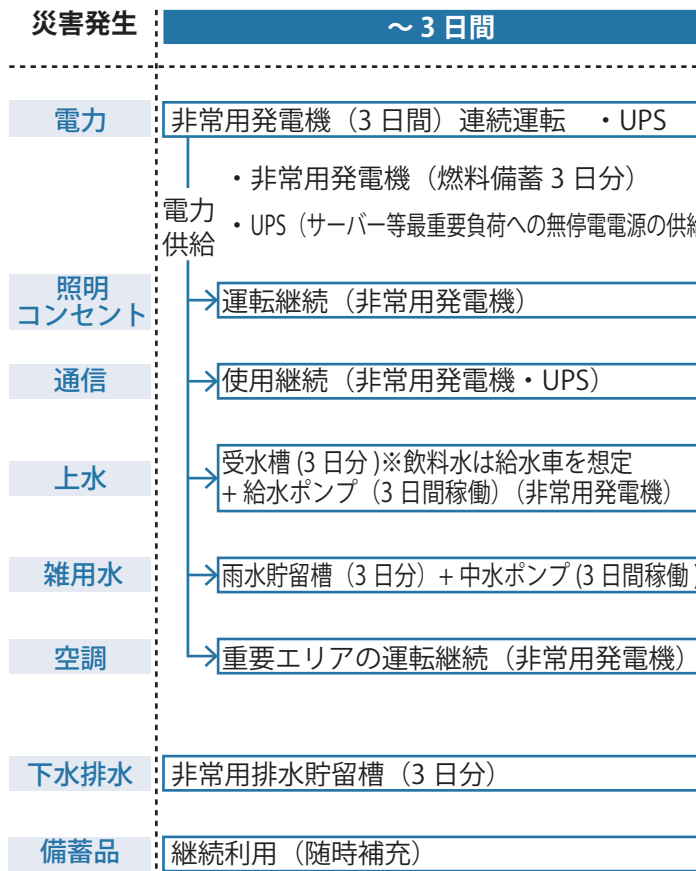 災害発生
～3日間
電力
非常用発電機（3日間）連続運転　・UPS
・非常用発電機（燃料備蓄3日分）
電力
供給
・UPS（サーバー等最重要負荷への無停電電源の供給
照明
コンセント
運転継続（非常用発電機）
通信
使用継続（非常用発電機・UPS）
上水
受水槽(3日分)※飲料水は給水車を想定
+給水ポンプ（3日間稼働）（非常用発電機）
雑用水
雨水貯留槽（3日分）+中水ポンプ(3日間稼働)
空調
重要エリアの運転継続（非常用発電機）
下水排水
非常用排水貯留槽（3日分）
備蓄品
継続利用（随時補充）